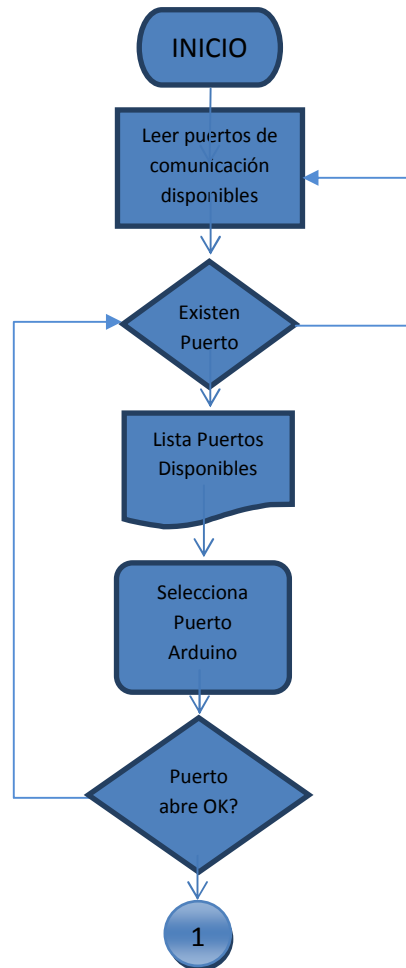 INICIO
Leer puertos de
comunicación
disponibles
Existen
Puerto
Lista Puertos
Disponibles
Selecciona
Puerto
Arduino
Puerto
abre OK?
1